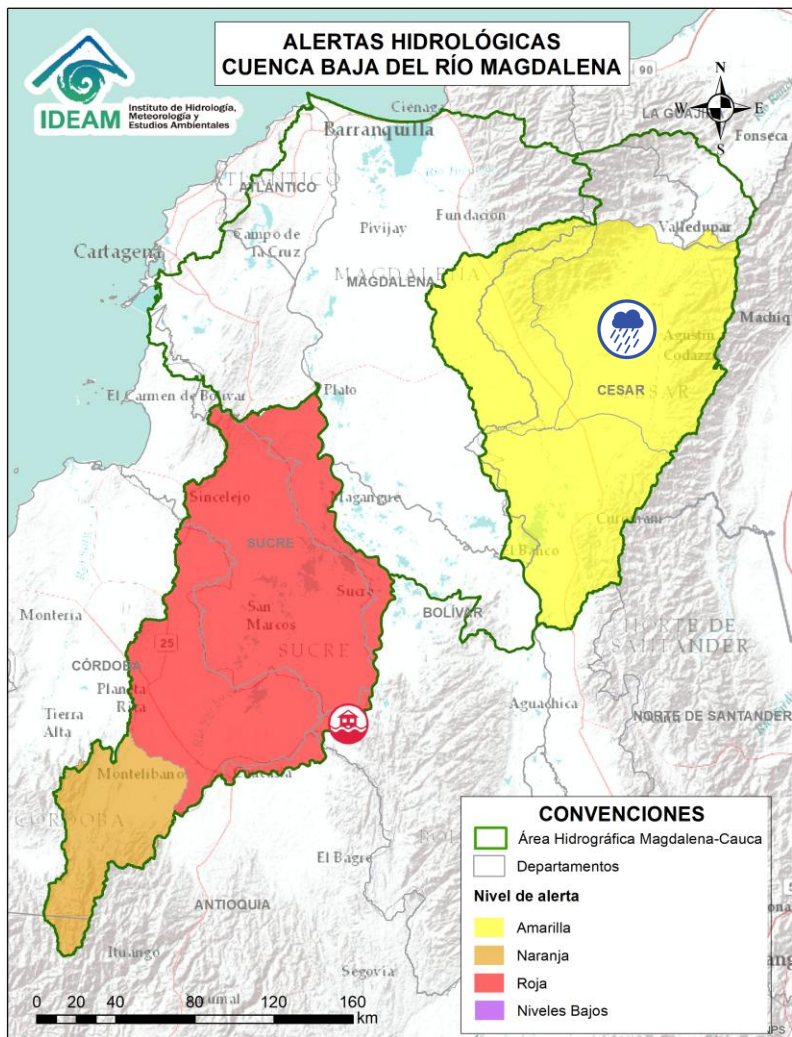 ALERTAS HIDROLÓGICAS
CUENCA BAJA DEL RÍO MAGDALENA
IDEAM
Instituto de Hidrología,
Meteorología y
Estudios Ambientales
N
W
E
S
90
LA GUAJIRA
Fonseca
Ciénaga
Barranquilla
ATLÁNTICO
Campo de
la Cruz
Pivijay
Fundación
Valledupar
Cartagena
MAGDALENA
MAGDALENA
Machiq
Agustín
Codazzi
CESAR
El Carmen de Bolívar
Plato
Sincelejo
Magangue
SUCRE
Curumaní
El Banco
Sucre
San
Marcos
BOLÍVAR
Montería
25
SUCRE
NORTE DE
SANTANDER
CÓRDOBA
Planeta
Rica
Tierra
Alta
Aguachica
NORTE DE SANTANDER
Montelíbano
Caucasia
CÓRDOBA
El Bagre
ANTIOQUIA
Ituango
Segovia
CONVENCIONES
Área Hidrográfica Magdalena-Cauca
Departamentos
Nivel de alerta
Amarilla
Naranja
Roja
Niveles Bajos
0 20 40 80 120 160
km